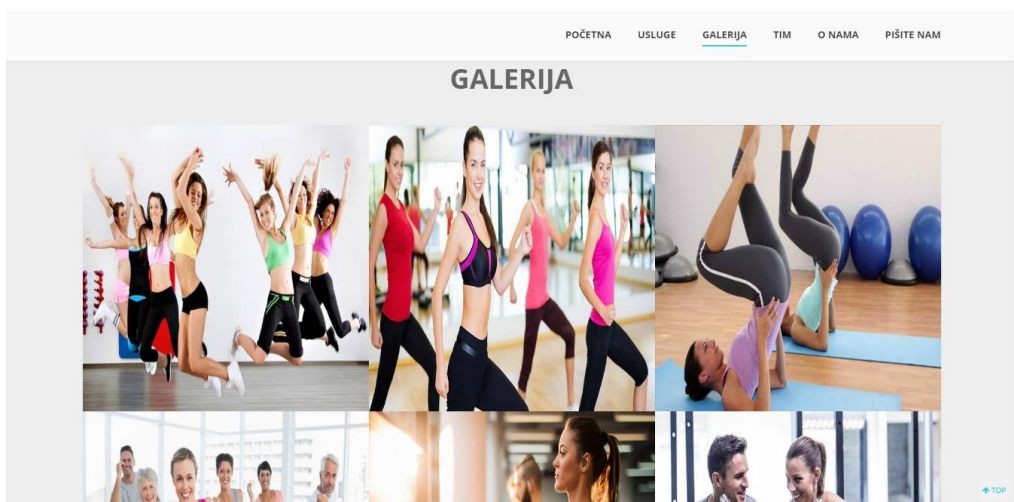 POČETNA USLUGE GALERIJA TIM O NAMA PIŠITE NAM
GALERIJA
TOP